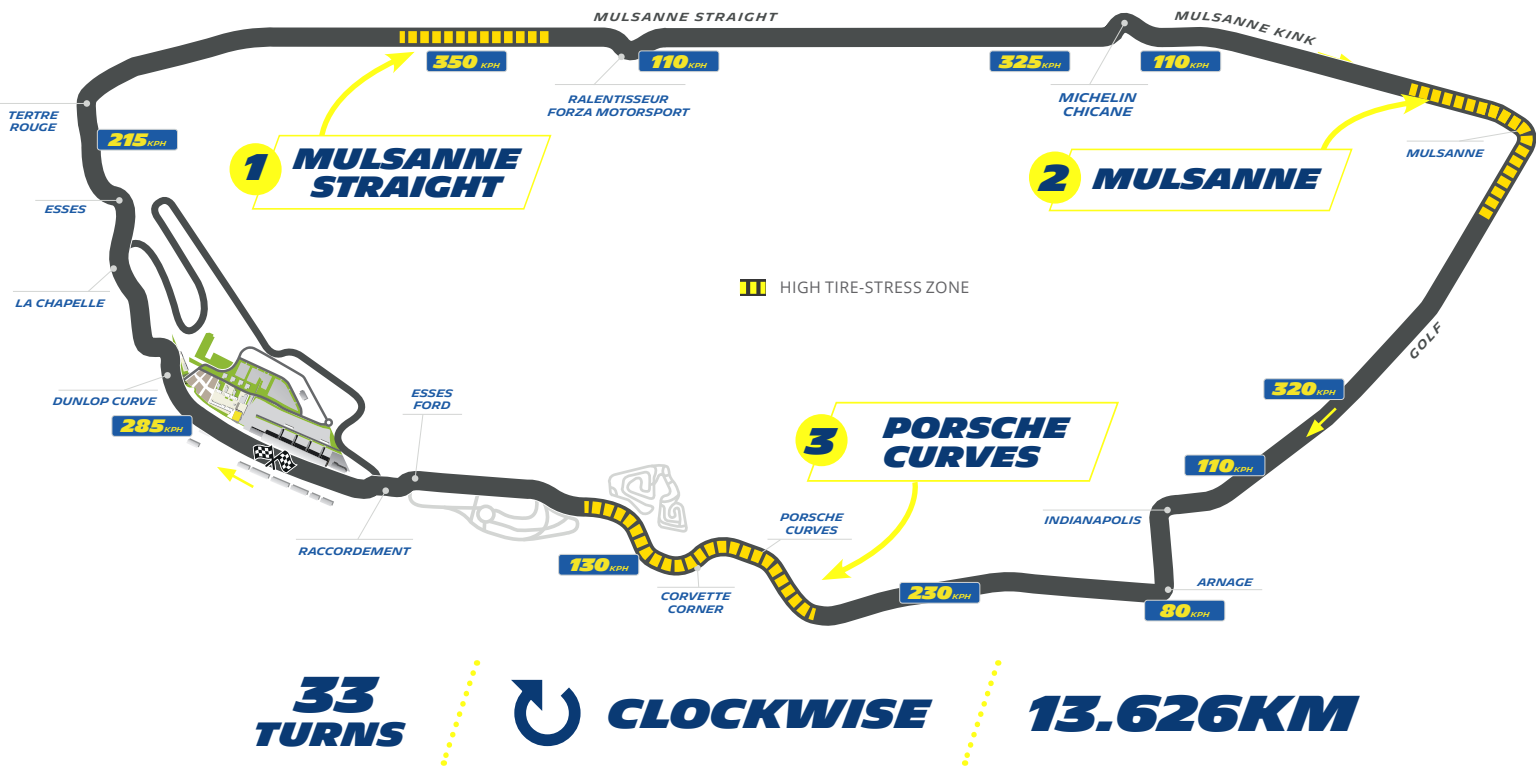 MULSANNE STRAIGHT
MULSANNE KINK
350 KPH
110 KPH
325 KPH
110 KPH
RALENTISSEUR
FORZA MOTORSPORT
MICHELIN
CHICANE
TERTRE
ROUGE
215 KPH
1
MULSANNE
STRAIGHT
2
MULSANNE
MULSANNE
ESSES
LA CHAPELLE
HIGH TIRE-STRESS ZONE
GOLF
DUNLOP CURVE
285 KPH
ESSES
FORD
320 KPH
3
PORSCHE
CURVES
110 KPH
INDIANAPOLIS
PORSCHE
CURVES
RACCORDEMENT
130 KPH
CORVETTE
CORNER
230 KPH
ARNAGE
80 KPH
33
TURNS
CLOCKWISE
13.626KM